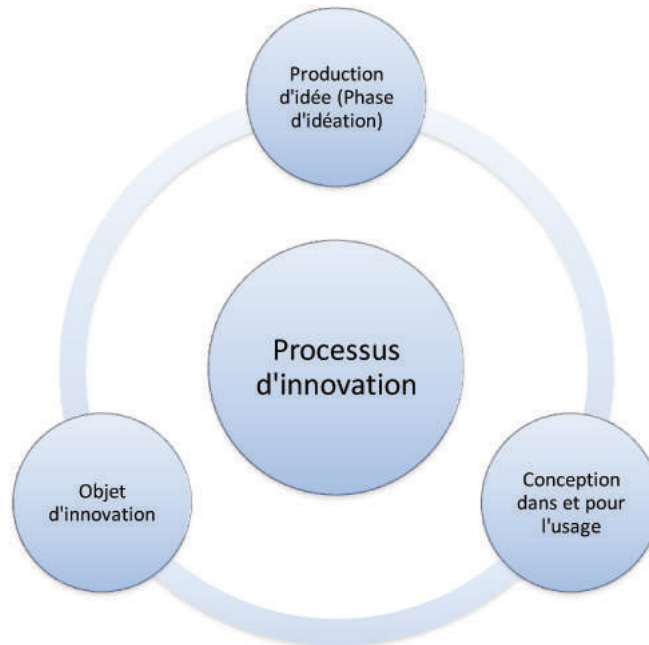 Production
d'idée (Phase
d'idéation)
Processus
d'innovation
Objet
d'innovation
Conception
dans et pour
l'usage